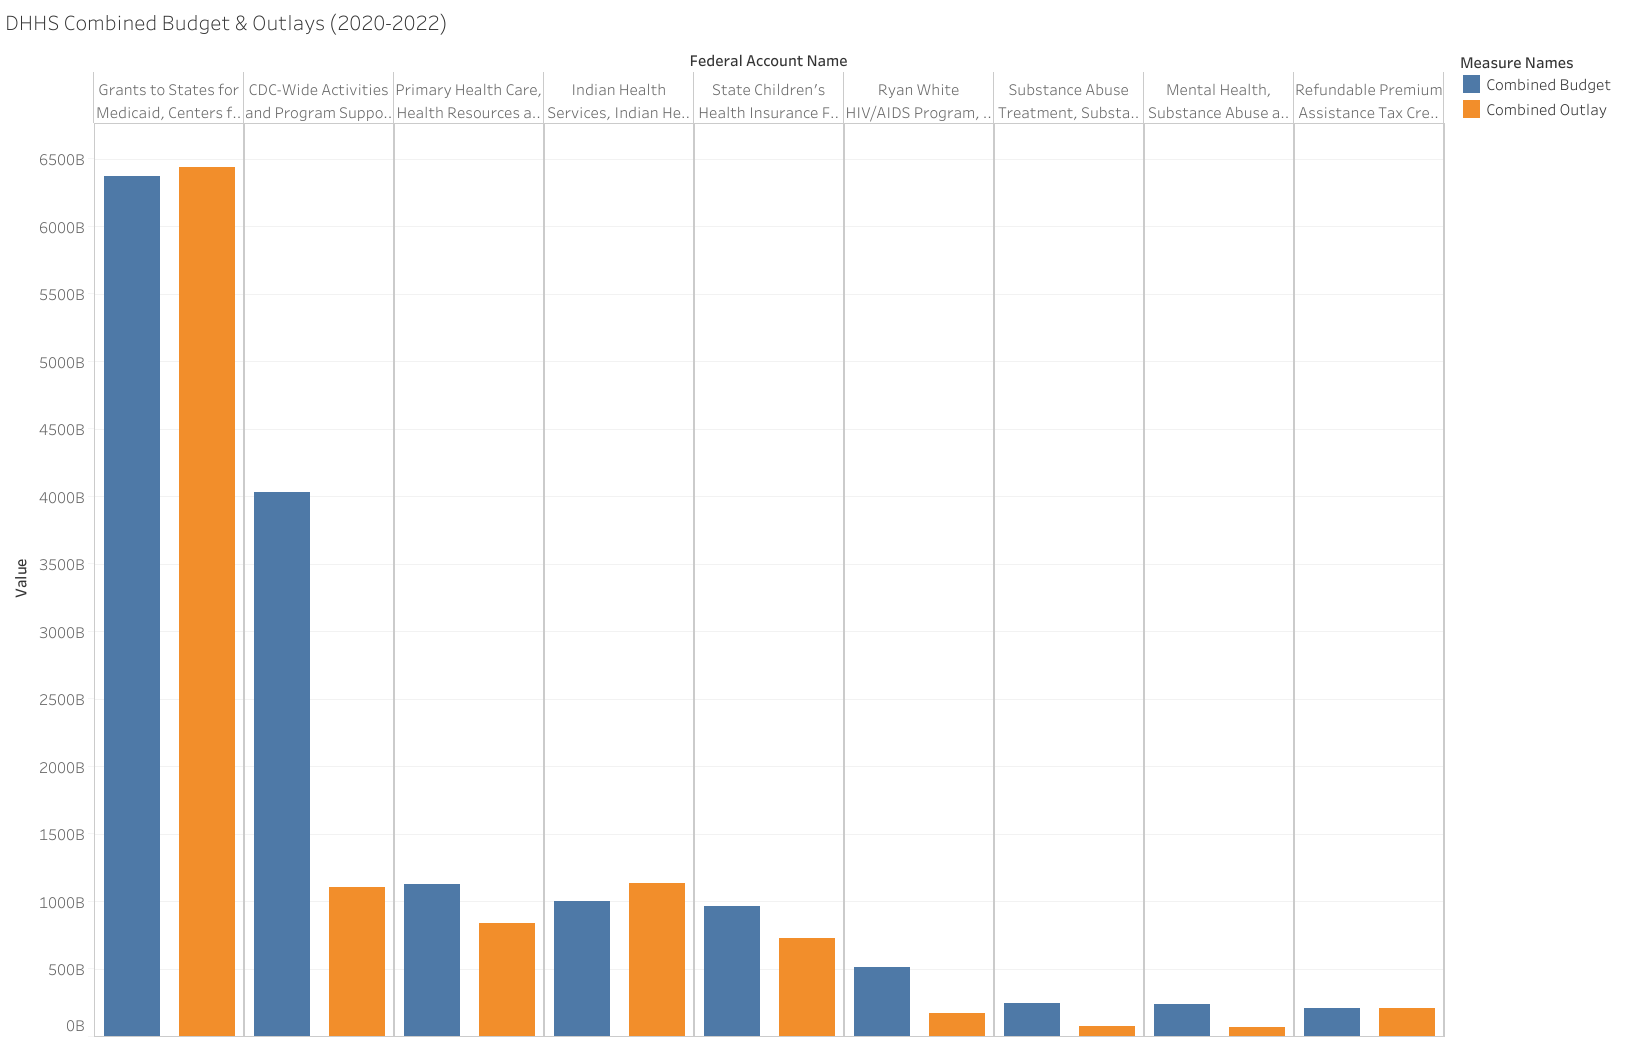 DHHS Combined Budget & Outlays (2020-2022)
Federal Account Name
Grants to States for
Medicaid, Centers f..
CDC-Wide Activities
and Program Suppo..
Primary Health Care,
Health Resources a..
Indian Health
Services, Indian He..
State Children's
Health Insurance F..
Ryan White
HIV/AIDS Program, ..
Substance Abuse
Treatment, Substa..
Mental Health,
Substance Abuse a..
Refundable Premium
Assistance Tax Cre..
Measure Names
Combined Budget
Combined Outlay
6500B
6000B
5500B
5000B
4500B
4000B
3500B
3000B
2500B
2000B
1500B
1000B
500B
0B
Value